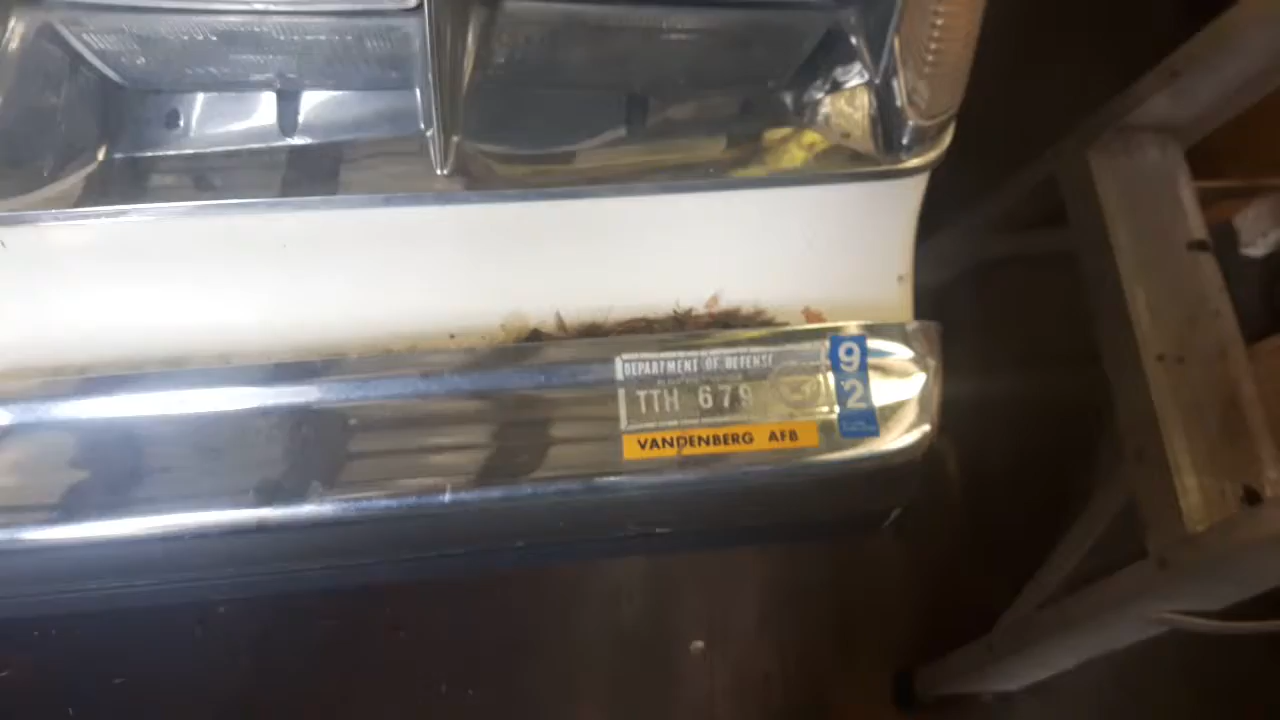 DEPARTMENT OF DEFENSE
TTH 679
VANDENBERG AFB
9
2